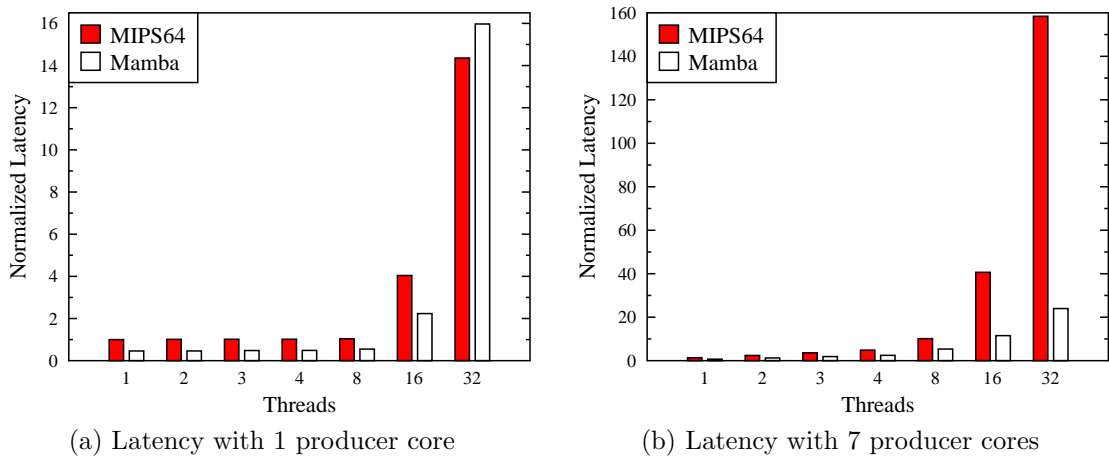 16
14
12
10
8
6
4
2
0
Normalized Latency
MIPS64
Mamba
1 2 3 4 8 16 32
Threads
(a) Latency with 1 producer core
160
140
120
100
80
60
40
20
0
Normalized Latency
MIPS64
Mamba
1 2 3 4 8 16 32
Threads
(b) Latency with 7 producer cores